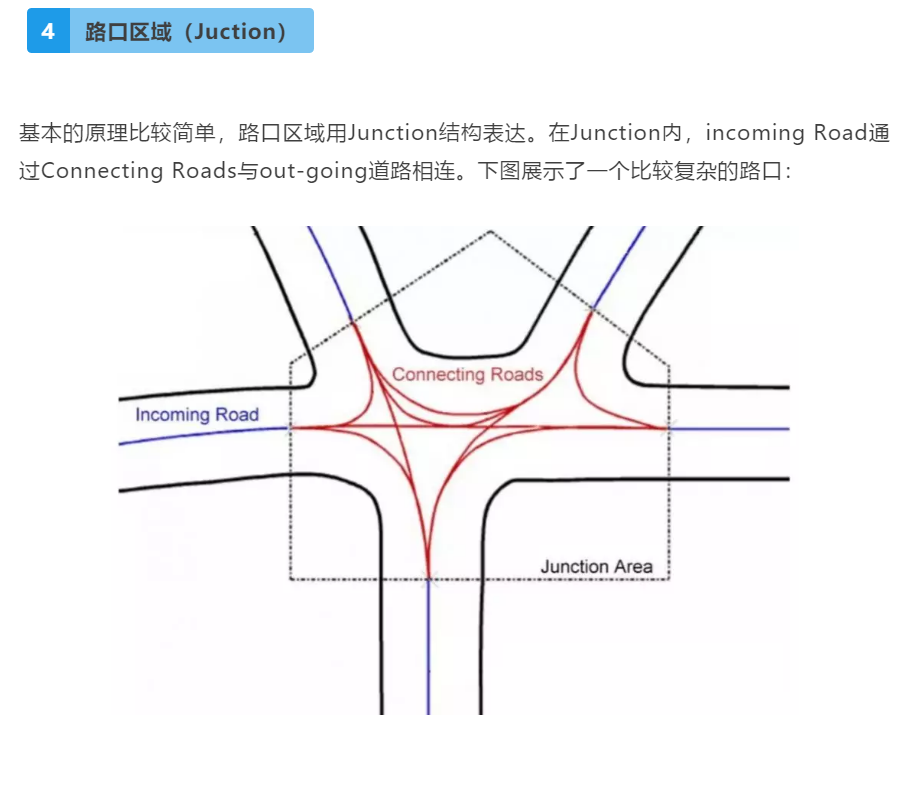 4 路口区域（Juction）
基本的原理比较简单，路口区域用Junction结构表达。在Junction内，incoming Road通
过Connecting Roads与out-going道路相连。下图展示了一个比较复杂的路口：
Connecting Roads
Incoming Road
Junction Area